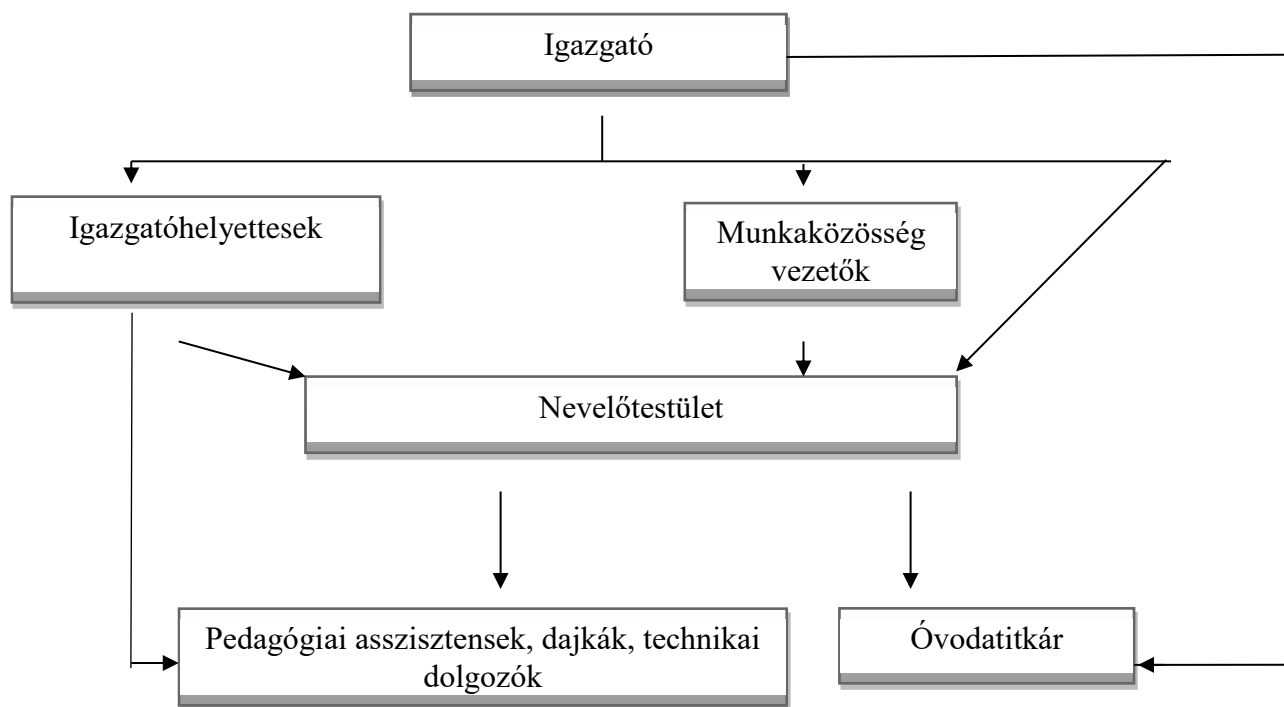 Igazgató
Igazgatóhelyettesek
Munkaközösség
vezetők
Nevelőtestület
Pedagógiai asszisztensek, dajkák, technikai
dolgozók
Óvodatitkár